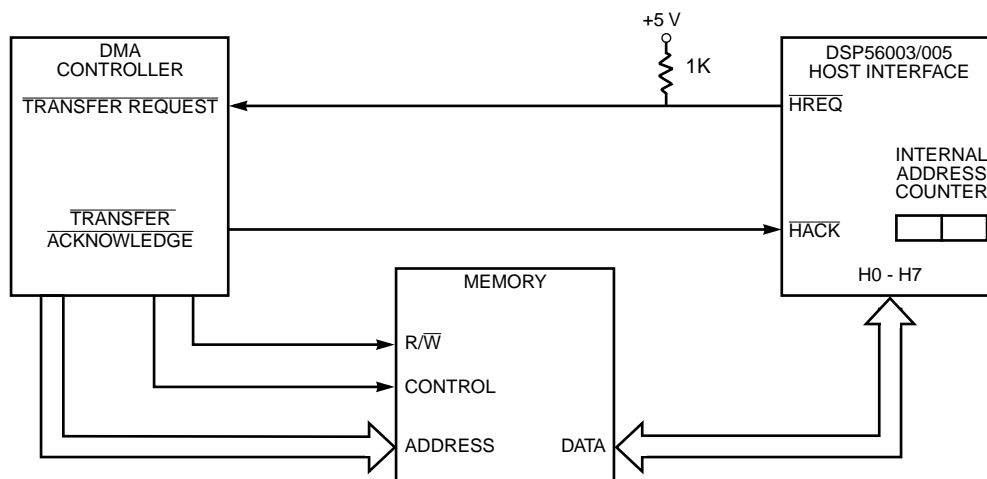 +5 V
1K
DMA
CONTROLLER
TRANSFER REQUEST
TRANSFER
ACKNOWLEDGE
DSP56003/005
HOST INTERFACE
HREQ
INTERNAL
ADDRESS
COUNTER
HACK
H0 - H7
MEMORY
R/W
CONTROL
ADDRESS
DATA